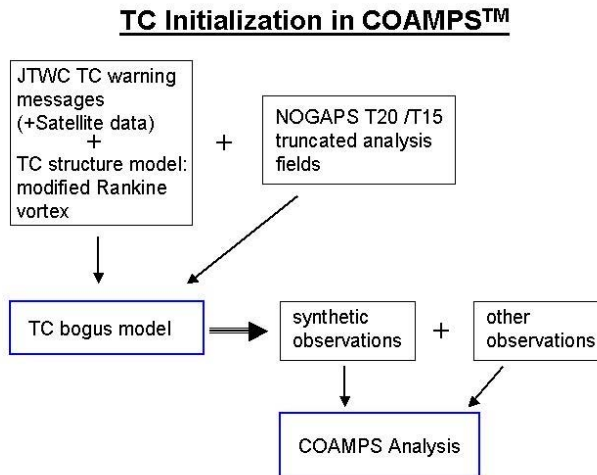 TC Initialization in COAMPS™
JTWC TC warning
messages
(+Satellite data)
+
TC structure model:
modified Rankine
vortex
+
NOGAPS T20 /T15
truncated analysis
fields
TC bogus model
synthetic
observations
+
other
observations
COAMPS Analysis